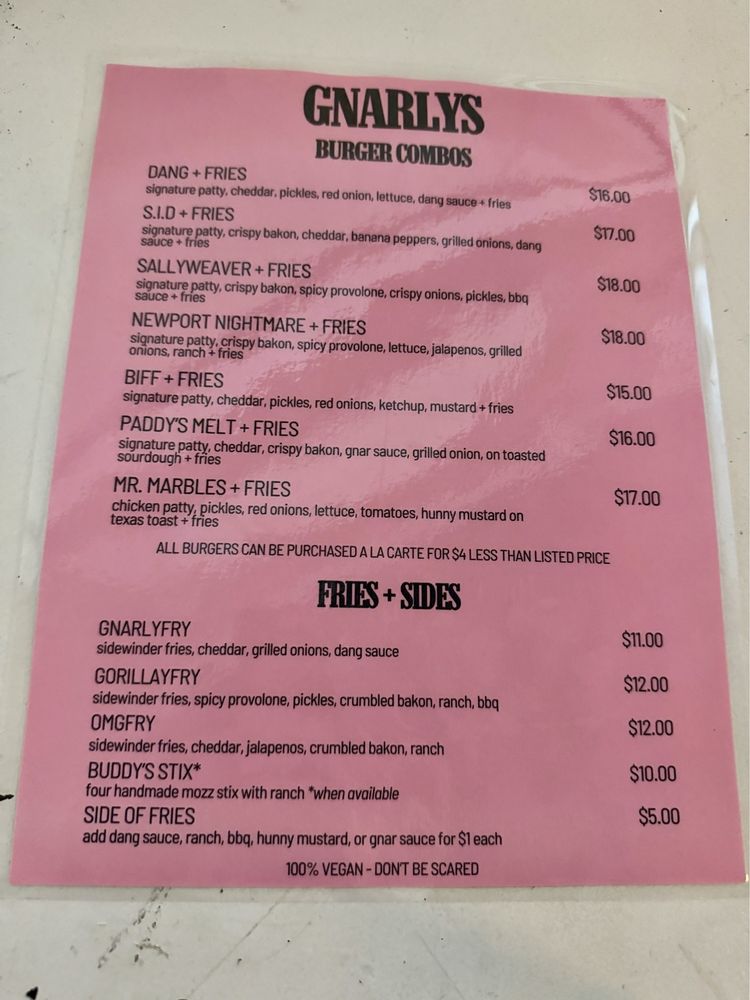 GNARLYS
BURGER COMBOS
DANG + FRIES
signature patty, cheddar, pickles, red onion, lettuce, dang sauce + fries $16.00
S.I.D + FRIES
signature patty, crispy bakon, cheddar, banana peppers, grilled onions, dang $17.00
sauce + fries
SALLYWEAVER + FRIES
signature patty, crispy bakon, spicy provolone, crispy onions, pickles, bbq $18.00
sauce + fries
NEWPORT NIGHTMARE + FRIES
signature patty, crispy bakon, spicy provolone, lettuce, jalapenos, grilled $18.00
onions, ranch + fries
BIFF + FRIES
signature patty, cheddar, pickles, red onions, ketchup, mustard + fries $15.00
PADDY'S MELT + FRIES
signature patty, cheddar, crispy bakon, gnar sauce, grilled onion, on toasted $16.00
sourdough + fries
MR. MARBLES + FRIES
chicken patty, pickles, red onions, lettuce, tomatoes, hunny mustard on $17.00
texas toast + fries
ALL BURGERS CAN BE PURCHASED A LA CARTE FOR $4 LESS THAN LISTED PRICE
FRIES + SIDES
GNARLYFRY
sidewinder fries, cheddar, grilled onions, dang sauce $11.00
GORILLAYFRY
sidewinder fries, spicy provolone, pickles, crumbled bakon, ranch, bbq $12.00
OMGFRY
sidewinder fries, cheddar, jalapenos, crumbled bakon, ranch $12.00
BUDDY'S STIX*
four handmade mozz stix with ranch *when available $10.00
SIDE OF FRIES
add dang sauce, ranch, bbq, hunny mustard, or gnar sauce for $1 each $5.00
100% VEGAN - DON'T BE SCARED